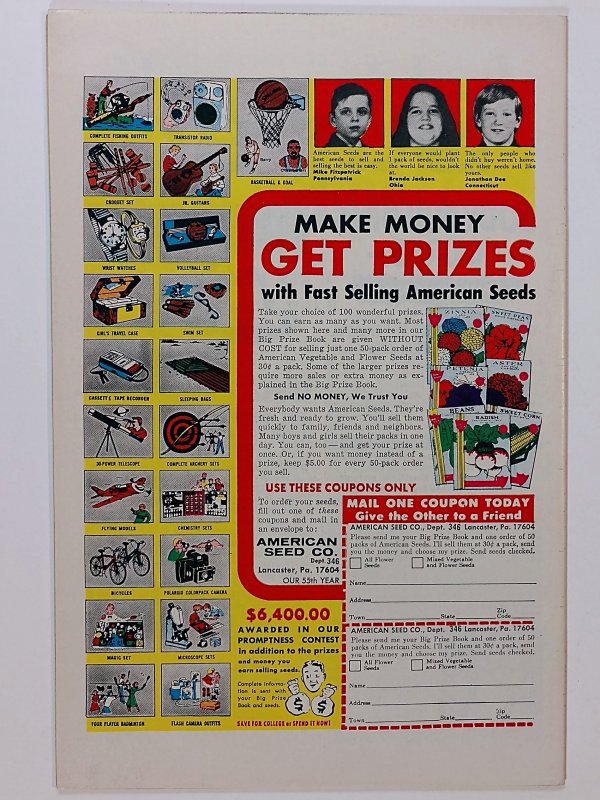 COMPLETE FISHING OUTFITS
TRANSISTOR RADIO
CROQUET SET
JR. GUITARS
BASKETBALL & GOAL
WRIST WATCHES
VOLLEYBALL SET
GIRL'S TRAVEL CASE
SWIM SET
CASSETTE TAPE RECORDER
SLEEPING BAGS
30-POWER TELESCOPE
COMPLETE ARCHERY SETS
FLYING MODELS
CHEMISTRY SETS
BICYCLES
POLAROID COLORPACK CAMERA
MAGIC SET
MICROSCOPE SETS
FOUR PLAYER BADMINTON
FLASH CAMERA OUTFITS
American Seeds are the
best seeds to sell and
selling the best is easy.
Mike Fitzpatrick
Pennsylvania
If everyone would plant
1 pack of seeds, wouldn't
the world be nice to look
at.
Brenda Jackson
Ohio
The only people who
didn't buy weren't home.
No other seeds sell like
yours.
Jonathan Dee
Connecticut
MAKE MONEY
GET PRIZES
with Fast Selling American Seeds
Take your choice of 100 wonderful prizes.
You can earn as many as you want. Most
prizes shown here and many more in our
Big Prize Book are given WITHOUT
COST for selling just one 50-pack order of
American Vegetable and Flower Seeds at
30¢ a pack. Some of the larger prizes re-
quire more sales or extra money as ex-
plained in the Big Prize Book.
Send NO MONEY, We Trust You
Everybody wants American Seeds. They're
fresh and ready to grow. You'll sell them
quickly to family, friends and neighbors.
Many boys and girls sell their packs in one
day. You can, too — and get your prize at
once. Or, if you want money instead of a
prize, keep $5.00 for every 50-pack order
you sell.
ZINNIA
SWEET PEAS
PETUNIA
ASTER
BEANS
RADISH
SWEET CORN
USE THESE COUPONS ONLY
To order your seeds,
fill out one of these
coupons and mail in
an envelope to:
AMERICAN
SEED CO.
Dept. 346
Lancaster, Pa. 17604
OUR 55th YEAR
MAIL ONE COUPON TODAY
Give the Other to a Friend
AMERICAN SEED CO., Dept. 346 Lancaster, Pa. 17604
Please send me your Big Prize Book and one order of 50
packs of American Seeds. I'll sell them at 30¢ a pack, send
you the money and choose my prize. Send seeds checked.
All Flower
Seeds
Mixed Vegetable
and Flower Seeds
Name
Address
Town State Zip Code
AMERICAN SEED CO., Dept. 346 Lancaster, Pa. 17604
Please send me your Big Prize Book and one order of 50
packs of American Seeds. I'll sell them at 30¢ a pack, send
you the money and choose my prize. Send seeds checked.
All Flower
Seeds
Mixed Vegetable
and Flower Seeds
Name
Address
Town State Zip Code
$6,400.00
AWARDED IN OUR
PROMPTNESS CONTEST
in addition to the prizes
and money you
earn selling seeds.
Complete informa-
tion is sent with
your Big Prize
Book and seeds.
$ $
SAVE FOR COLLEGE or SPEND IT NOW!